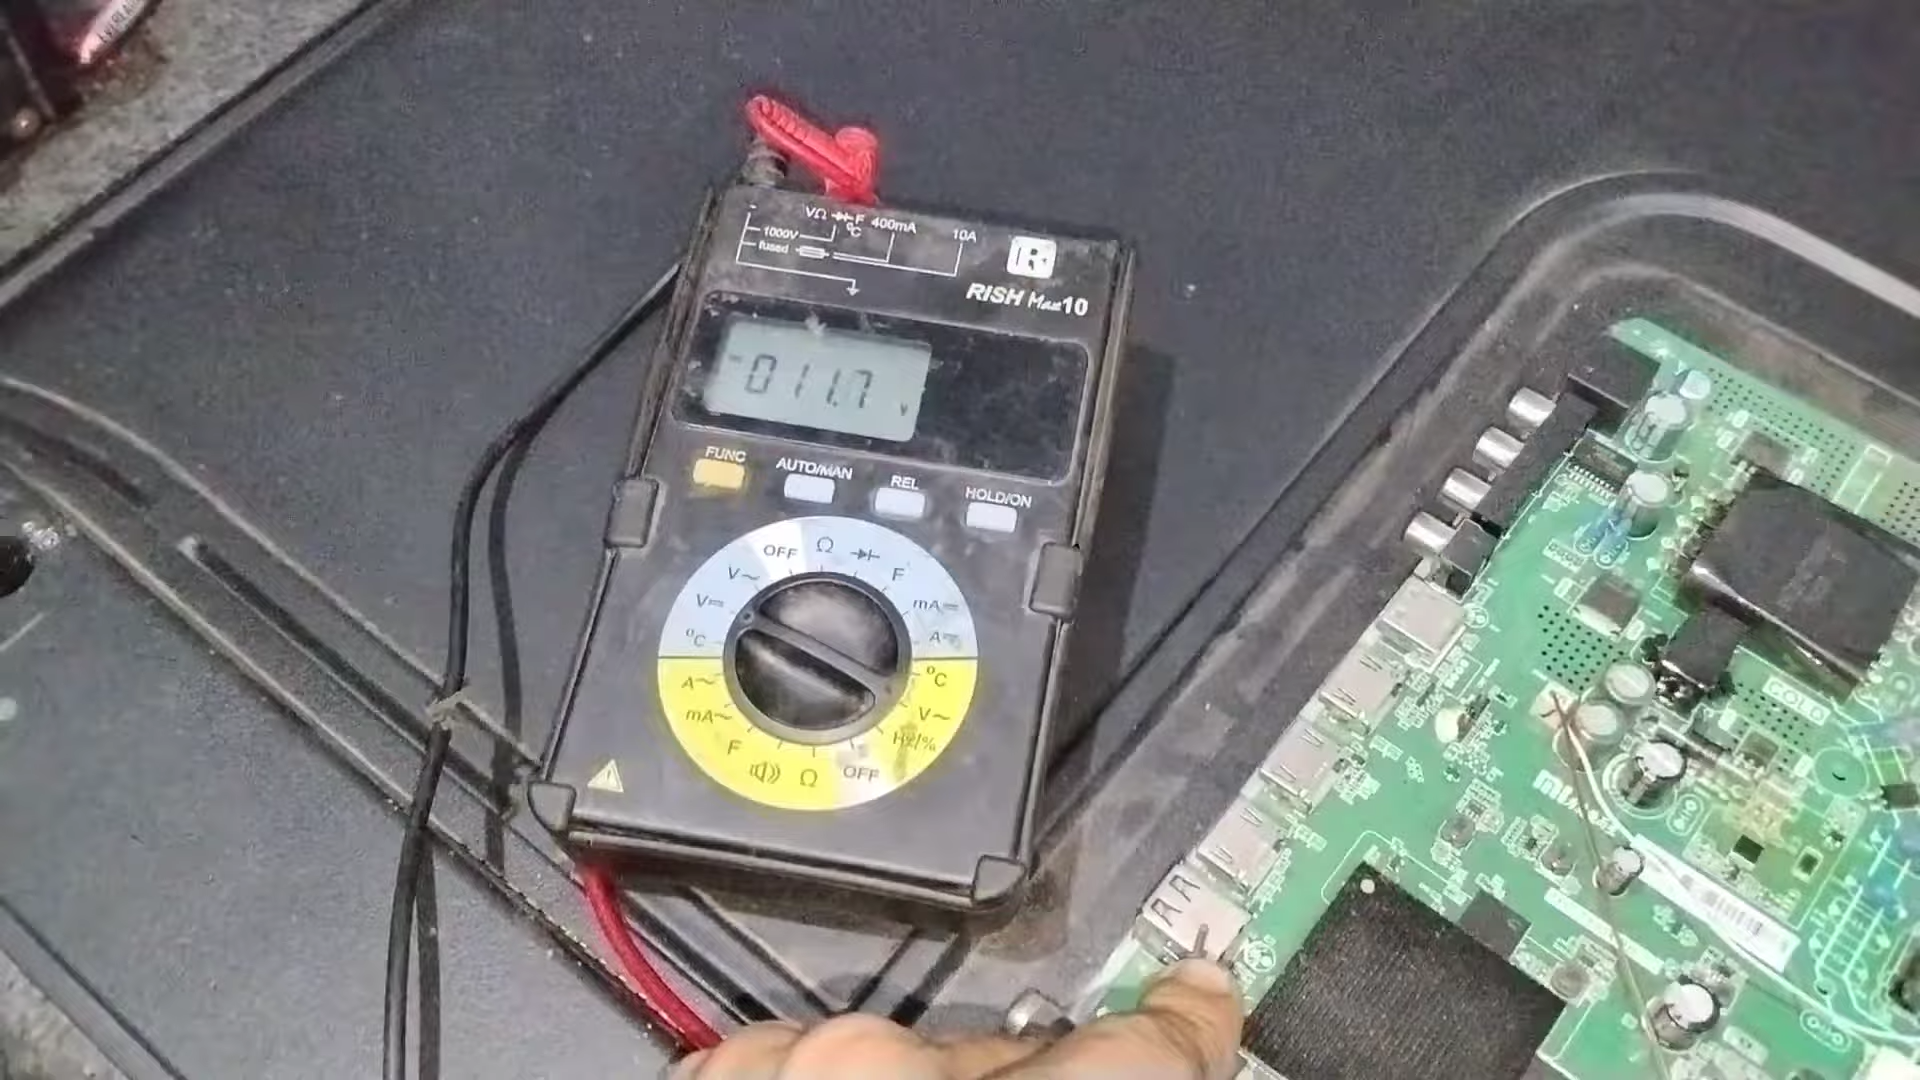 VΩ F 400mA
°C
10A
1000V
fused
R
RISH Max10
-011.7 V
FUNC
AUTO/MAN
REL
HOLD/ON
OFF
Ω
F
mA
A
V~
V
°C
A~
mA~
F
Ω
OFF
Hz/%
V~
°C
COLD